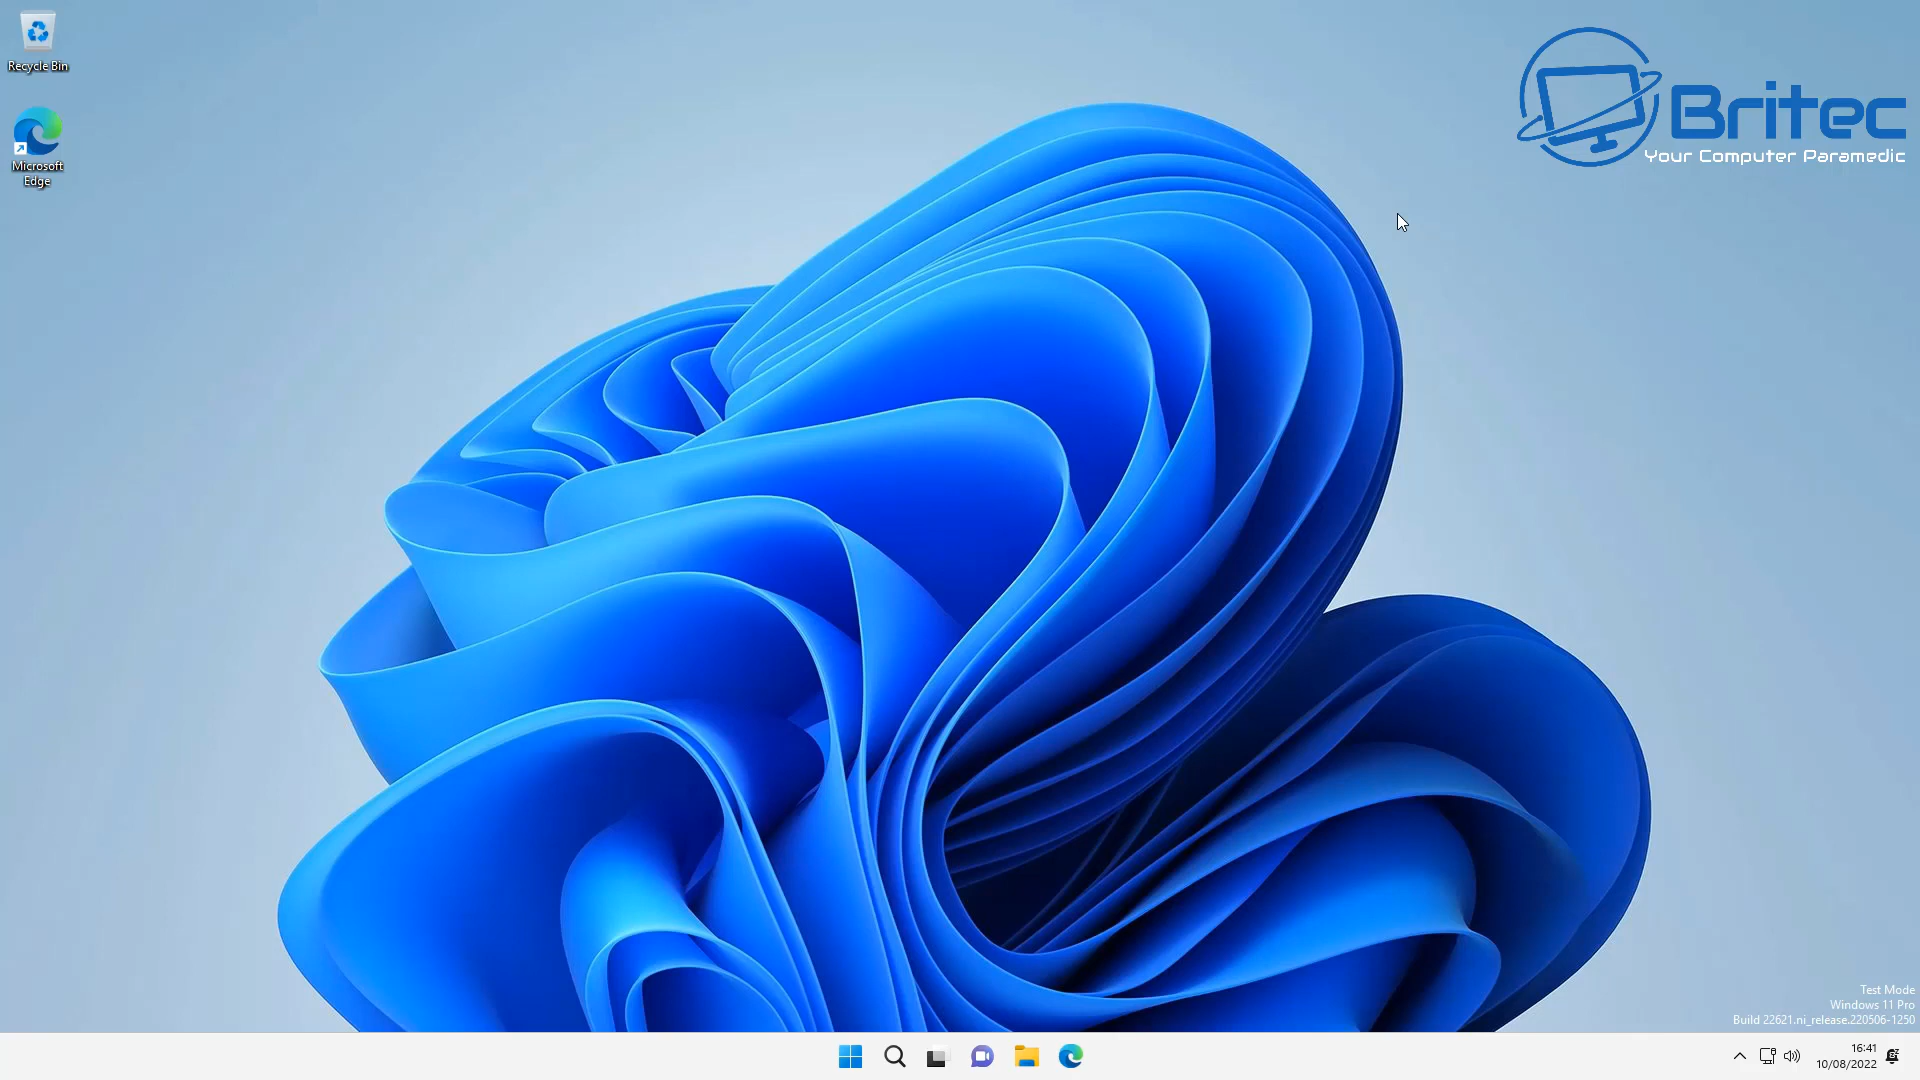 Recycle Bin
Microsoft
Edge
Britec
Your Computer Paramedic
Test Mode
Windows 11 Pro
Build 22621.ni_release.220506-1250
16:41
10/08/2022